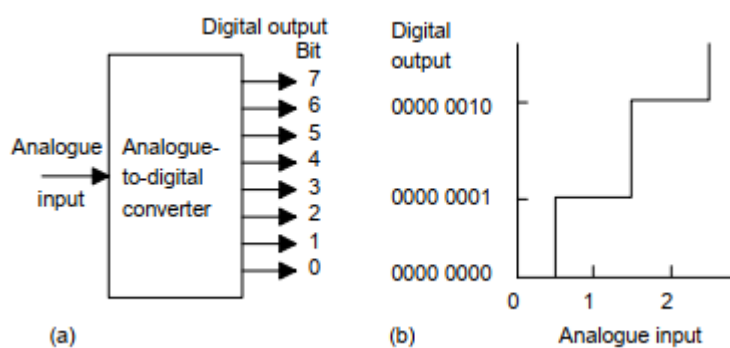 Digital output
Bit
7
6
5
4
3
2
1
0
Analogue
input
Analogue-
to-digital
converter
(a)
Digital
output
0000 0010
0000 0001
0000 0000
0
1
2
(b)
Analogue input